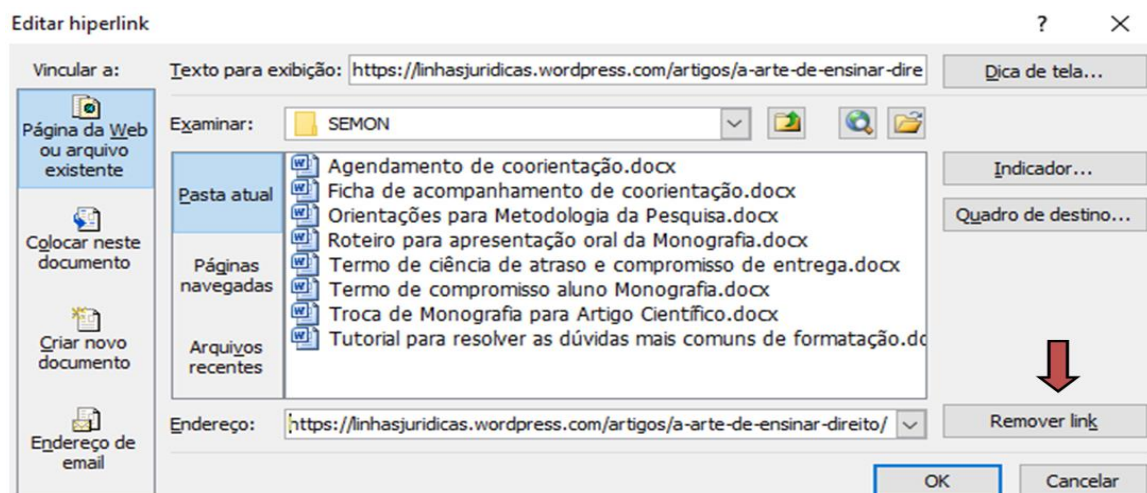 Editar hiperlink
?
Vincular a:
Texto para exibição: https://linhasjuridicas.wordpress.com/artigos/a-arte-de-ensinar-dire
Dica de tela...
Página da Web
ou arquivo
existente
Colocar neste
documento
Criar novo
documento
Endereço de
email
Examinar: SEMON
Pasta atual
Páginas
navegadas
Arquivos
recentes
Agendamento de coorientação.docx
Ficha de acompanhamento de coorientação.docx
Orientações para Metodologia da Pesquisa.docx
Roteiro para apresentação oral da Monografia.docx
Termo de ciência de atraso e compromisso de entrega.docx
Termo de compromisso aluno Monografia.docx
Troca de Monografia para Artigo Científico.docx
Tutorial para resolver as dúvidas mais comuns de formatação.do
Indicador...
Quadro de destino...
Endereço: https://linhasjuridicas.wordpress.com/artigos/a-arte-de-ensinar-direito/
Remover link
OK
Cancelar